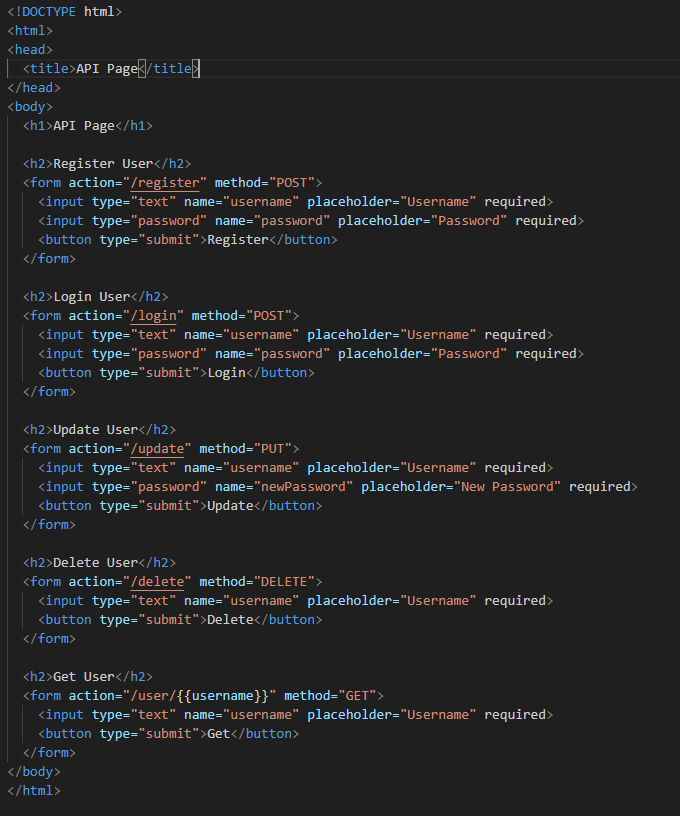 <!DOCTYPE html>
<html>
<head>
  <title>API Page</title>
</head>
<body>
  <h1>API Page</h1>

  <h2>Register User</h2>
  <form action="/register" method="POST">
    <input type="text" name="username" placeholder="Username" required>
    <input type="password" name="password" placeholder="Password" required>
    <button type="submit">Register</button>
  </form>

  <h2>Login User</h2>
  <form action="/login" method="POST">
    <input type="text" name="username" placeholder="Username" required>
    <input type="password" name="password" placeholder="Password" required>
    <button type="submit">Login</button>
  </form>

  <h2>Update User</h2>
  <form action="/update" method="PUT">
    <input type="text" name="username" placeholder="Username" required>
    <input type="password" name="newPassword" placeholder="New Password" required>
    <button type="submit">Update</button>
  </form>

  <h2>Delete User</h2>
  <form action="/delete" method="DELETE">
    <input type="text" name="username" placeholder="Username" required>
    <button type="submit">Delete</button>
  </form>

  <h2>Get User</h2>
  <form action="/user/{{username}}" method="GET">
    <input type="text" name="username" placeholder="Username" required>
    <button type="submit">Get</button>
  </form>
</body>
</html>